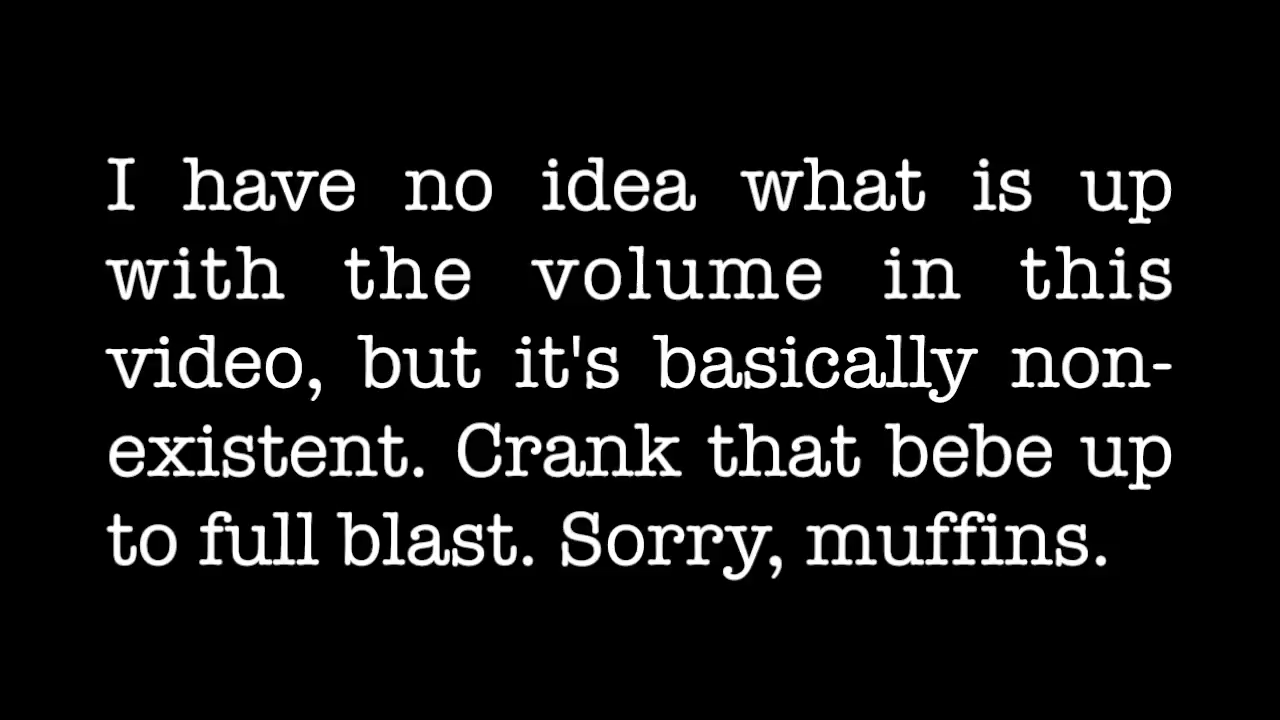 I have no idea what is up
with the volume in this
video, but it's basically non-
existent. Crank that bebe up
to full blast. Sorry, muffins.